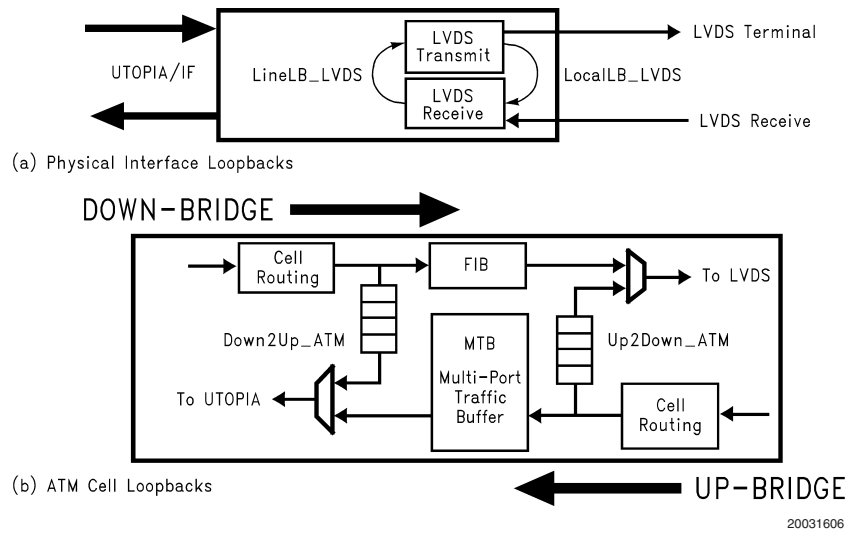 LVDS Transmit
LVDS Terminal
UTOPIA/IF
LineLB_LVDS
LocalLB_LVDS
LVDS Receive
LVDS Receive
(a) Physical Interface Loopbacks
DOWN-BRIDGE
Cell Routing
FIB
To LVDS
Down2Up_ATM
MTB
Multi-Port Traffic Buffer
Up2Down_ATM
To UTOPIA
Cell Routing
(b) ATM Cell Loopbacks
UP-BRIDGE
20031606